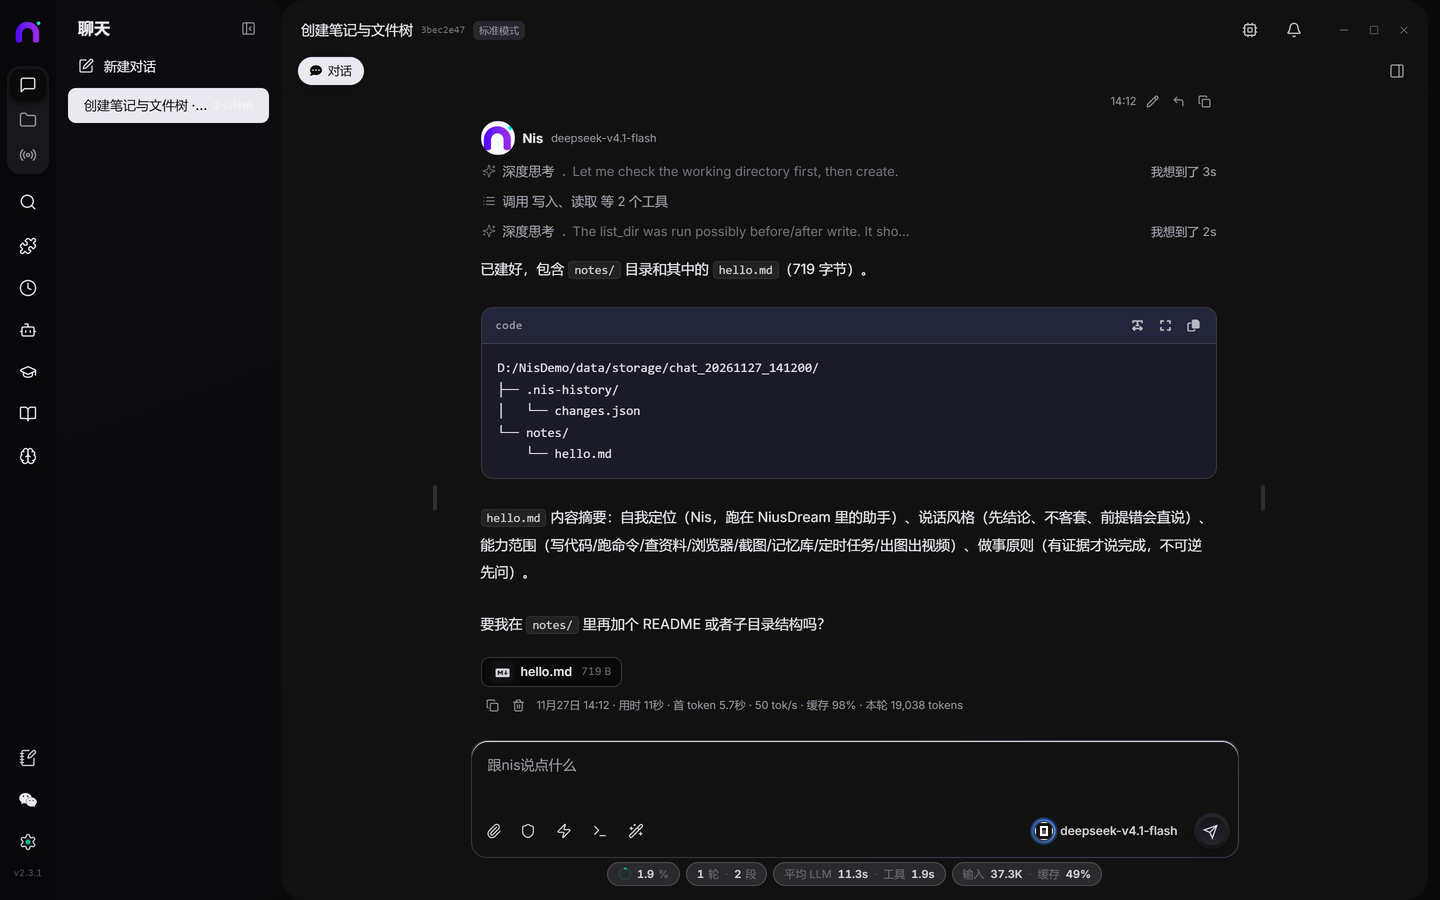 聊天
新建对话
创建笔记与文件树 ·...
创建笔记与文件树 3bec2e47 标准模式
对话
14:12
Nis deepseek-v4.1-flash
深度思考 . Let me check the working directory first, then create. 我想到了 3s
调用 写入、读取 等 2 个工具
深度思考 . The list_dir was run possibly before/after write. It sho... 我想到了 2s
已建好，包含 notes/ 目录和其中的 hello.md （719 字节）。
code
D:/NisDemo/data/storage/chat_20261127_141200/
├── .nis-history/
│   └── changes.json
└── notes/
    └── hello.md
hello.md 内容摘要：自我定位（Nis，跑在 NiusDream 里的助手）、说话风格（先结论、不客套、前提错会直说）、
能力范围（写代码/跑命令/查资料/浏览器/截图/记忆库/定时任务/出图出视频）、做事原则（有证据才说完成，不可逆
先问）。
要我在 notes/ 里再加个 README 或者子目录结构吗？
hello.md 719 B
11月27日 14:12 · 用时 11秒 · 首 token 5.7秒 · 50 tok/s · 缓存 98% · 本轮 19,038 tokens
跟nis说点什么
deepseek-v4.1-flash
1.9 % 1 轮 · 2 段 平均 LLM 11.3s · 工具 1.9s 输入 37.3K · 缓存 49%
v2.3.1